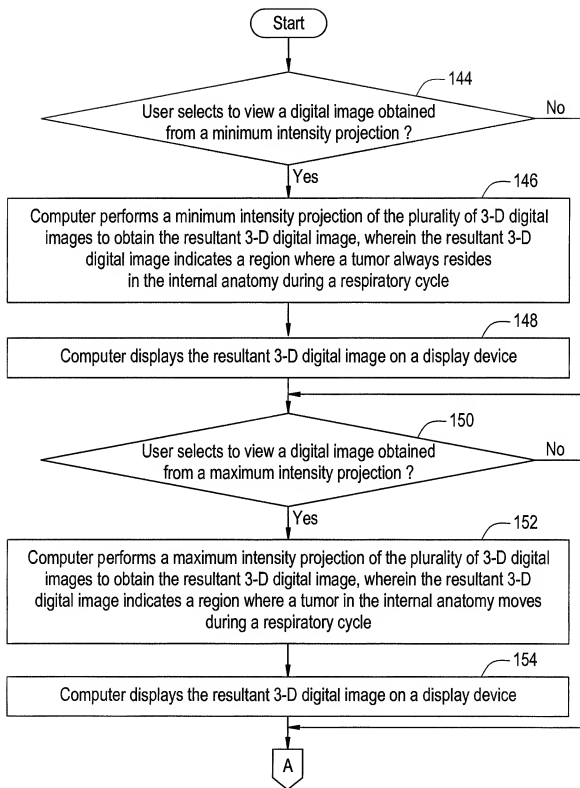 Start
144
User selects to view a digital image obtained
from a minimum intensity projection ?
No
Yes
146
Computer performs a minimum intensity projection of the plurality of 3-D digital
images to obtain the resultant 3-D digital image, wherein the resultant 3-D
digital image indicates a region where a tumor always resides
in the internal anatomy during a respiratory cycle
148
Computer displays the resultant 3-D digital image on a display device
150
User selects to view a digital image obtained
from a maximum intensity projection ?
No
Yes
152
Computer performs a maximum intensity projection of the plurality of 3-D digital
images to obtain the resultant 3-D digital image, wherein the resultant 3-D
digital image indicates a region where a tumor in the internal anatomy moves
during a respiratory cycle
154
Computer displays the resultant 3-D digital image on a display device
A